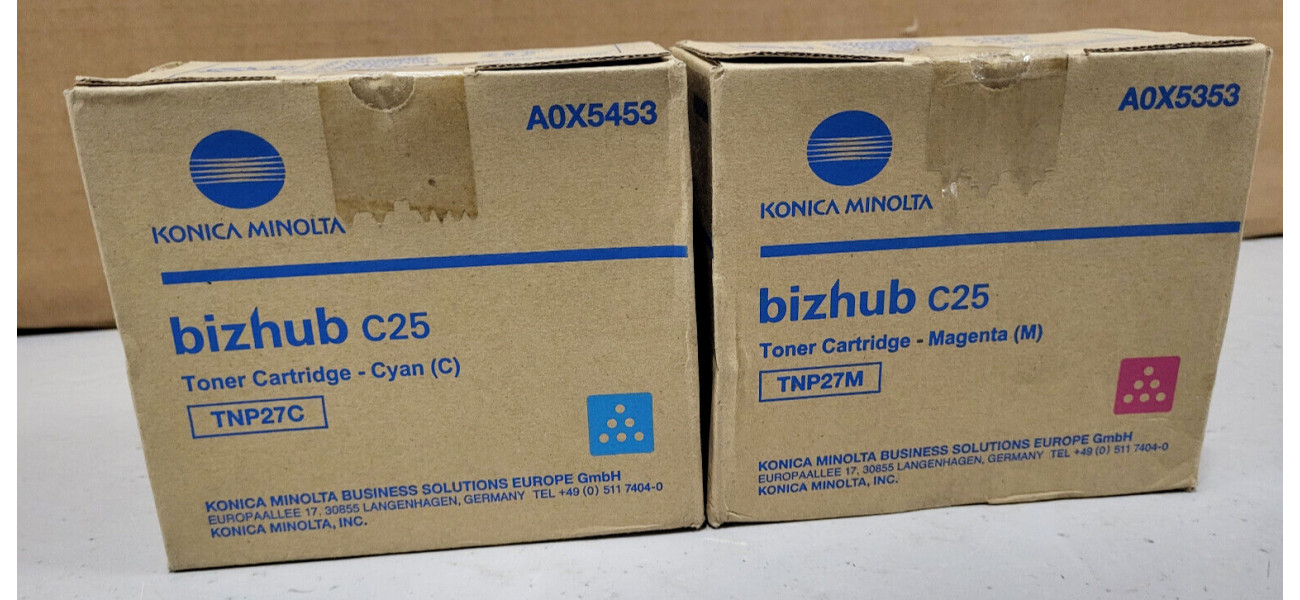 A0X5453
KONICA MINOLTA
bizhub C25
Toner Cartridge - Cyan (C)
TNP27C
KONICA MINOLTA BUSINESS SOLUTIONS EUROPE GmbH
EUROPAALLEE 17, 30855 LANGENHAGEN, GERMANY TEL +49 (0) 511 7404-0
KONICA MINOLTA, INC.
A0X5353
KONICA MINOLTA
bizhub C25
Toner Cartridge - Magenta (M)
TNP27M
KONICA MINOLTA BUSINESS SOLUTIONS EUROPE GmbH
EUROPAALLEE 17, 30855 LANGENHAGEN, GERMANY TEL +49 (0) 511 7404-0
KONICA MINOLTA, INC.